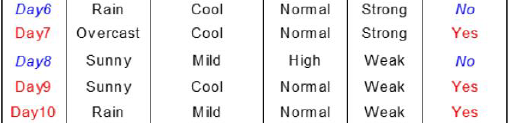 Day6 Rain Cool Normal Strong No
Day7 Overcast Cool Normal Strong Yes
Day8 Sunny Mild High Weak No
Day9 Sunny Cool Normal Weak Yes
Day10 Rain Mild Normal Weak Yes